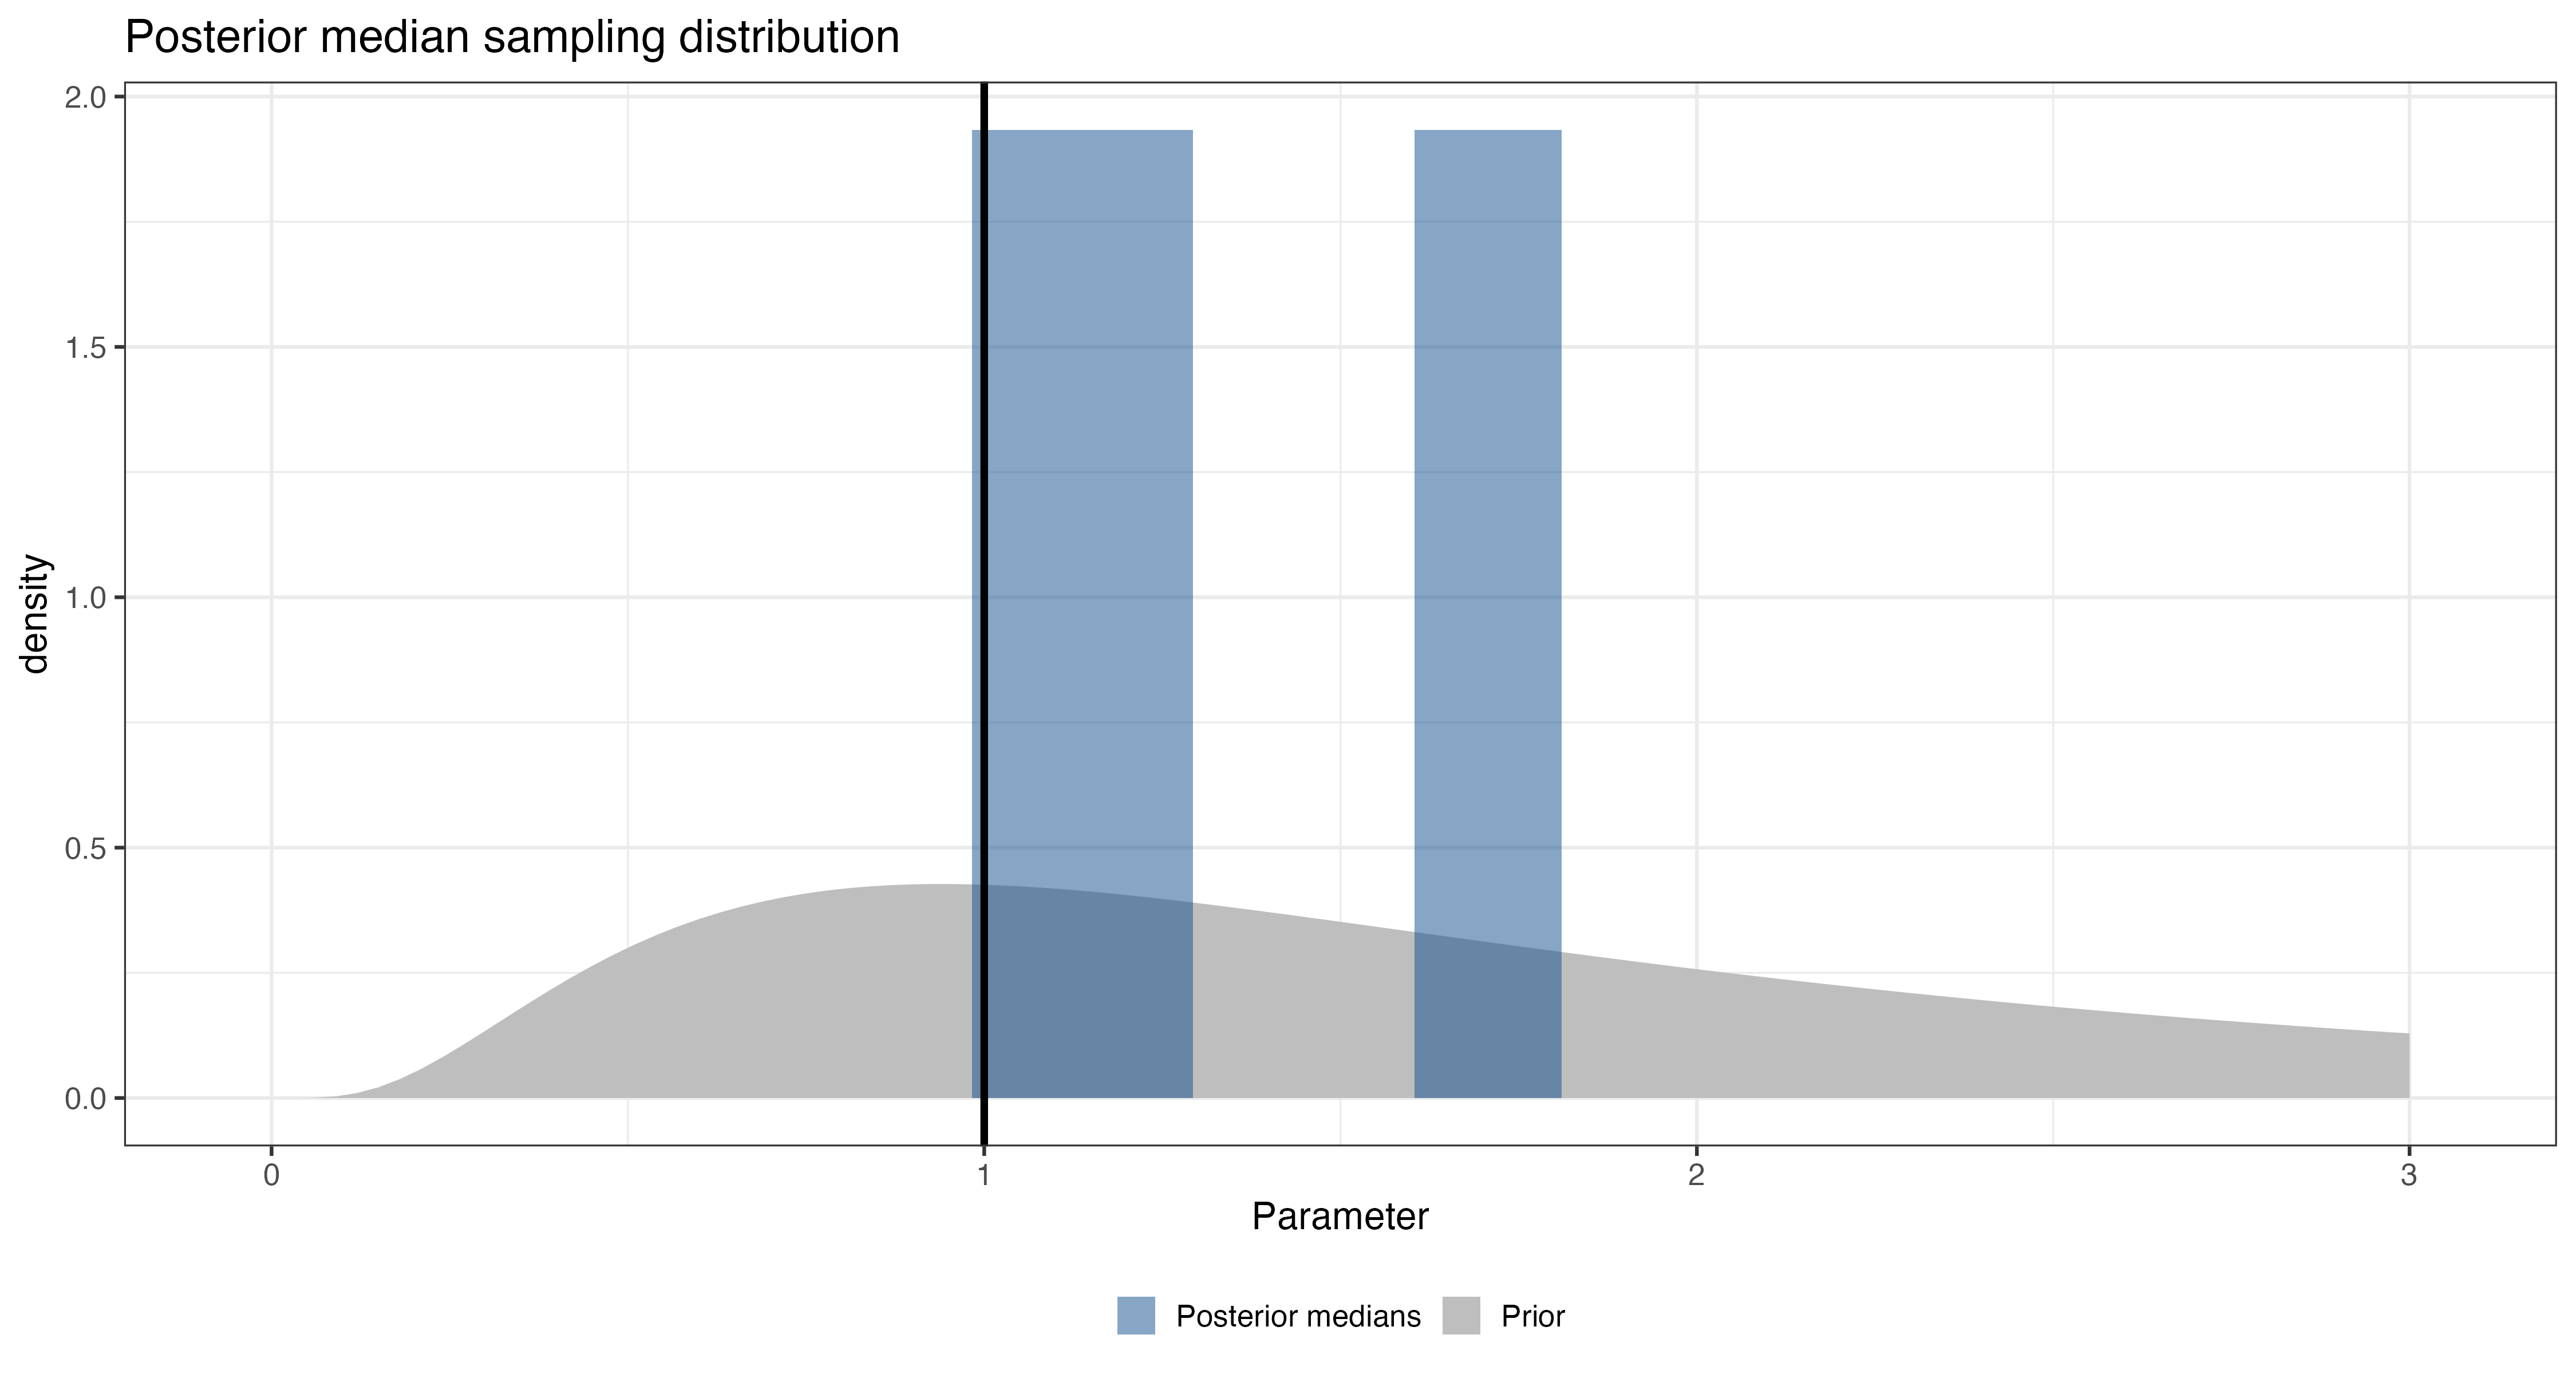 Posterior median sampling distribution
2.0
1.5
1.0
0.5
0.0
density
0
1
2
3
Parameter
Posterior medians
Prior